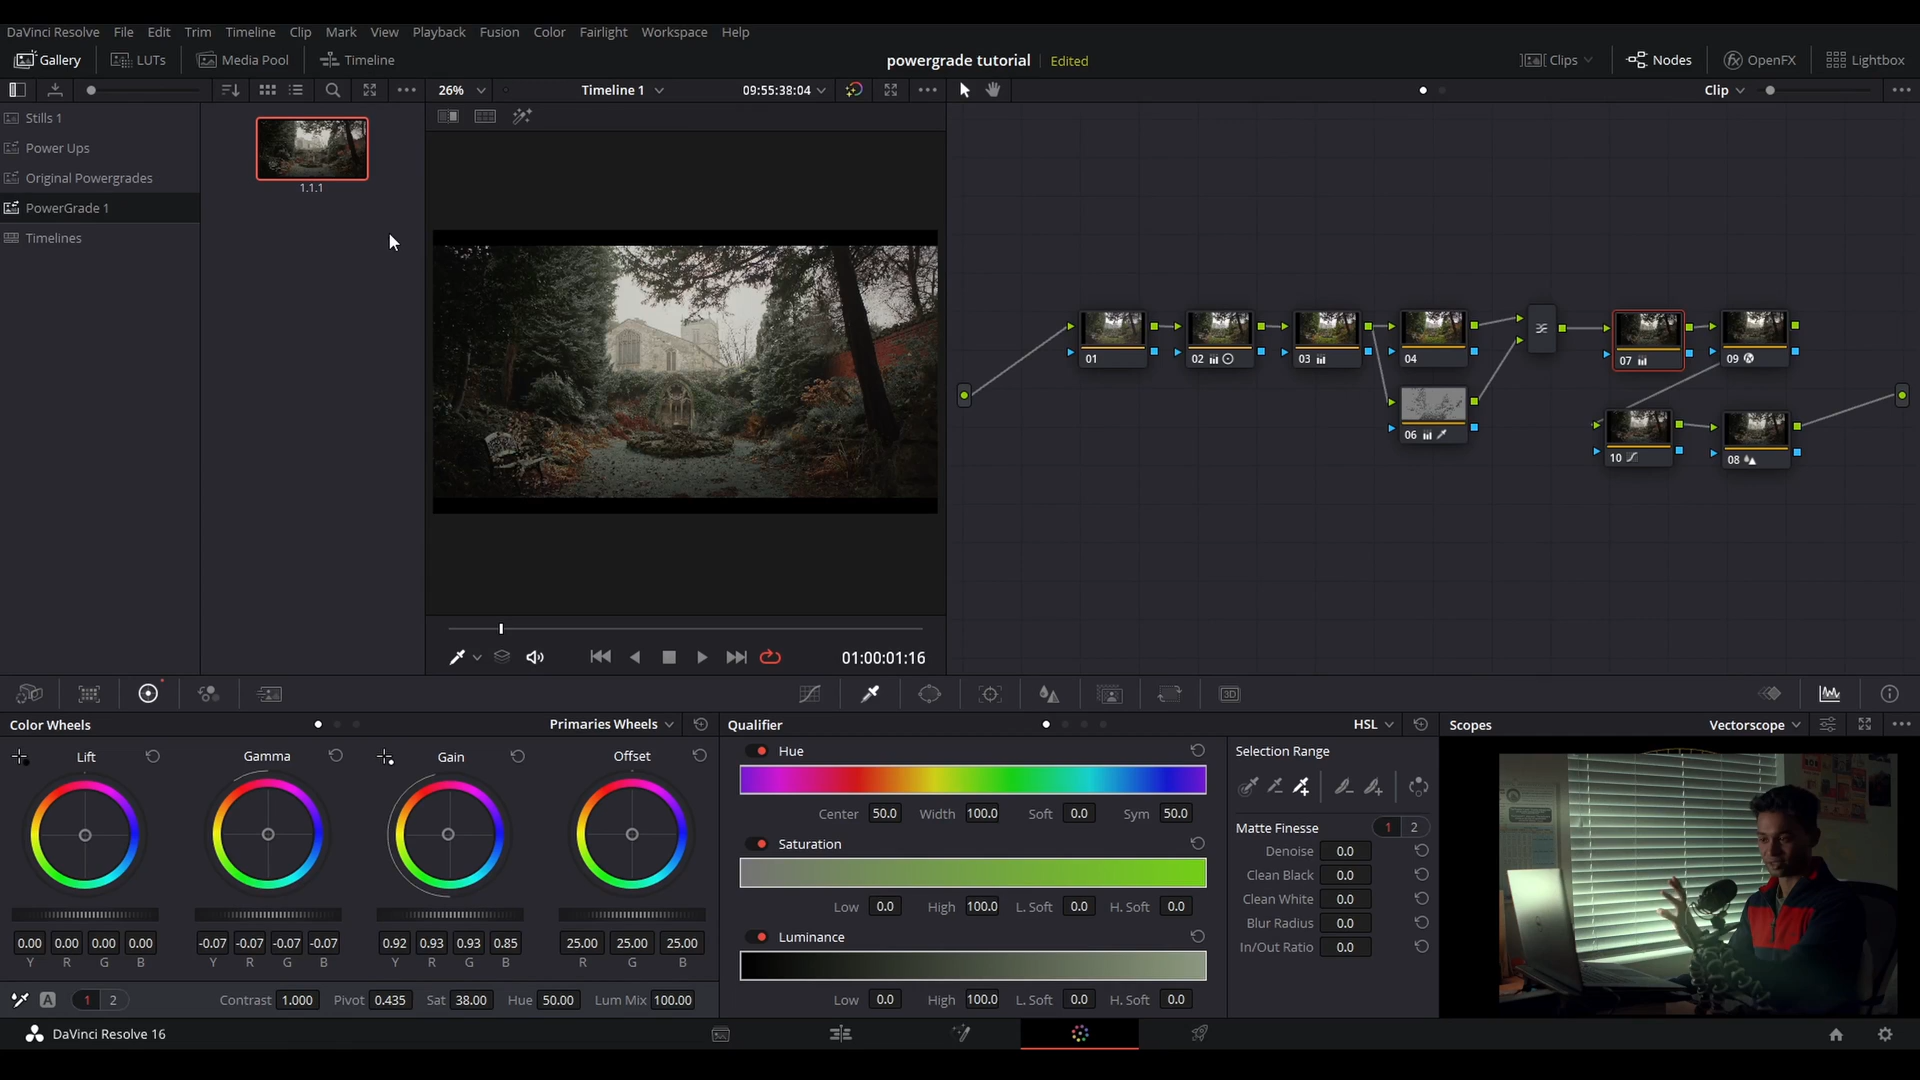 DaVinci Resolve File Edit Trim Timeline Clip Mark View Playback Fusion Color Fairlight Workspace Help
Gallery LUTs Media Pool Timeline powergrade tutorial Edited Clips Nodes OpenFX Lightbox
26% Timeline 1 09:55:38:04 Clip
Stills 1
Power Ups
Original Powergrades
PowerGrade 1
Timelines
1.1.1
01 02 03 04 07 09
06 10 08
01:00:01:16
3D
Color Wheels Primaries Wheels Qualifier HSL Scopes Vectorscope
Lift Gamma Gain Offset
0.00 0.00 0.00 0.00 -0.07 -0.07 -0.07 -0.07 0.92 0.93 0.93 0.85 25.00 25.00 25.00
Y R G B Y R G B Y R G B R G B
A 1 2 Contrast 1.000 Pivot 0.435 Sat 38.00 Hue 50.00 Lum Mix 100.00
Hue
Center 50.0 Width 100.0 Soft 0.0 Sym 50.0
Saturation
Low 0.0 High 100.0 L. Soft 0.0 H. Soft 0.0
Luminance
Low 0.0 High 100.0 L. Soft 0.0 H. Soft 0.0
Selection Range
Matte Finesse 1 2
Denoise 0.0
Clean Black 0.0
Clean White 0.0
Blur Radius 0.0
In/Out Ratio 0.0
DaVinci Resolve 16